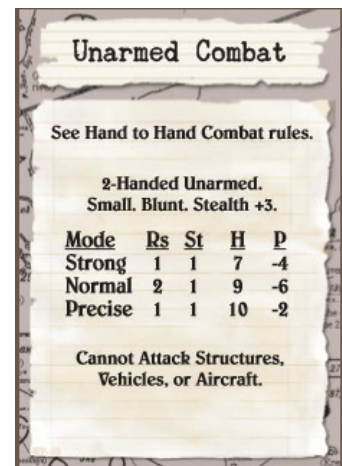 Unarmed Combat
See Hand to Hand Combat rules.
2-Handed Unarmed.
Small. Blunt. Stealth +3.
Mode Rs St H P
Strong 1 1 7 -4
Normal 2 1 9 -6
Precise 1 1 10 -2
Cannot Attack Structures,
Vehicles, or Aircraft.